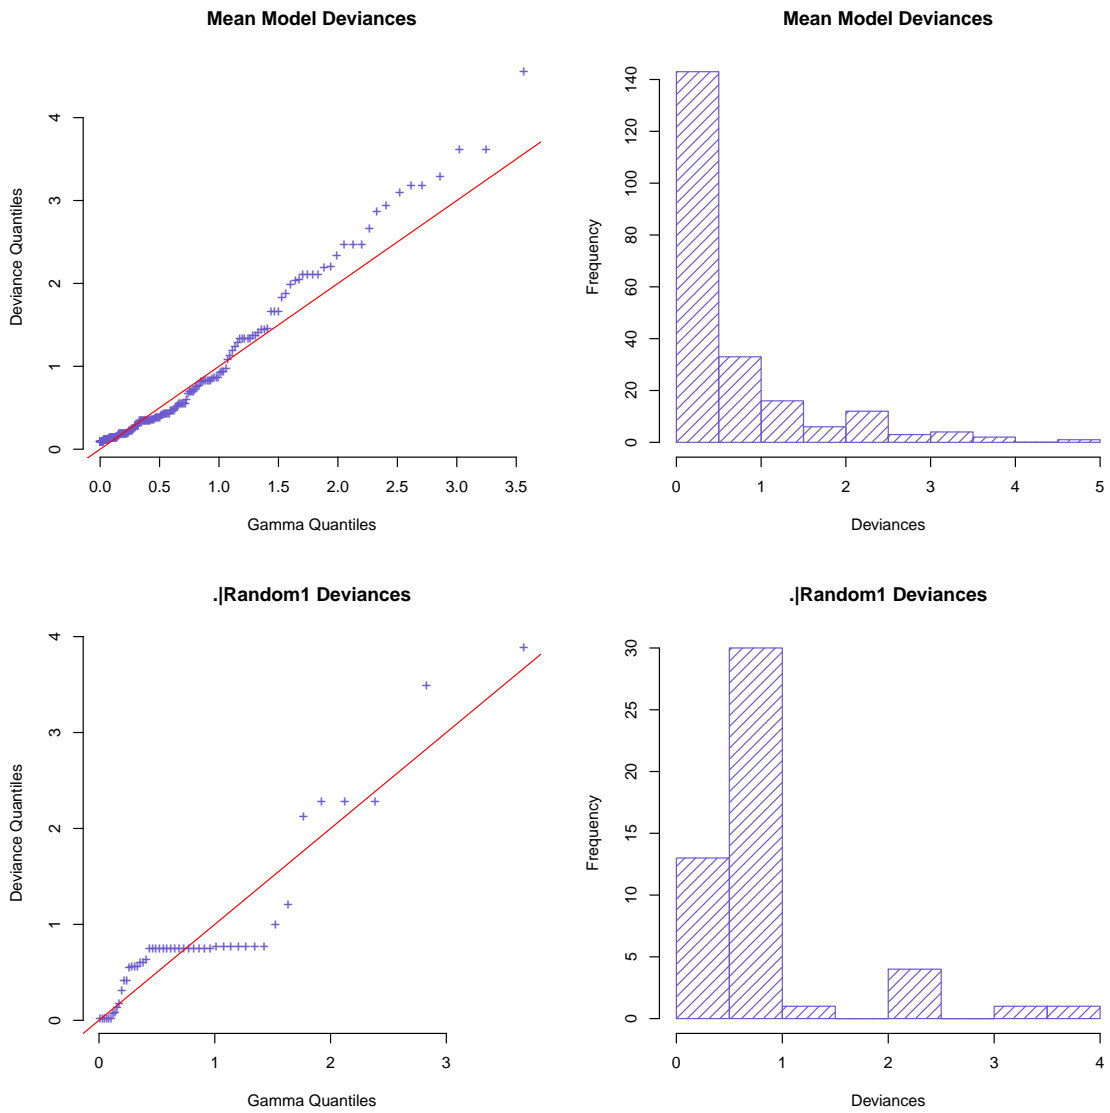 Mean Model Deviances
Deviance Quantiles
0 1 2 3 4
0.0 0.5 1.0 1.5 2.0 2.5 3.0 3.5
Gamma Quantiles
Mean Model Deviances
Frequency
0 20 40 60 80 100 120 140
0 1 2 3 4 5
Deviances
.|Random1 Deviances
Deviance Quantiles
0 1 2 3 4
0 1 2 3
Gamma Quantiles
.|Random1 Deviances
Frequency
0 5 10 15 20 25 30
0 1 2 3 4
Deviances